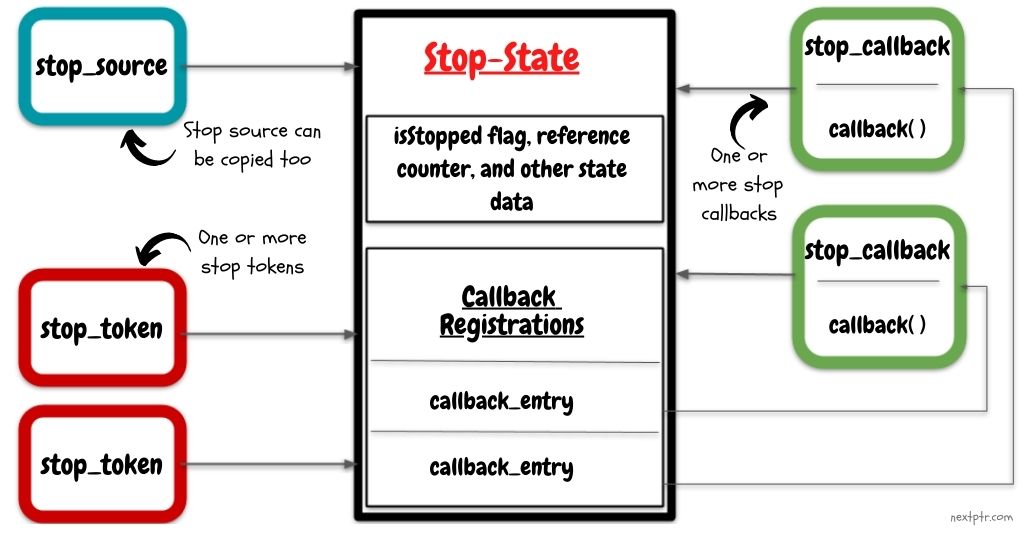 stop_source
Stop source can
be copied too
One or more
stop tokens
stop_token
stop_token
Stop-State
isStopped flag, reference
counter, and other state
data
Callback
Registrations
callback_entry
callback_entry
stop_callback
callback( )
One or
more stop
callbacks
stop_callback
callback( )
nextptr.com